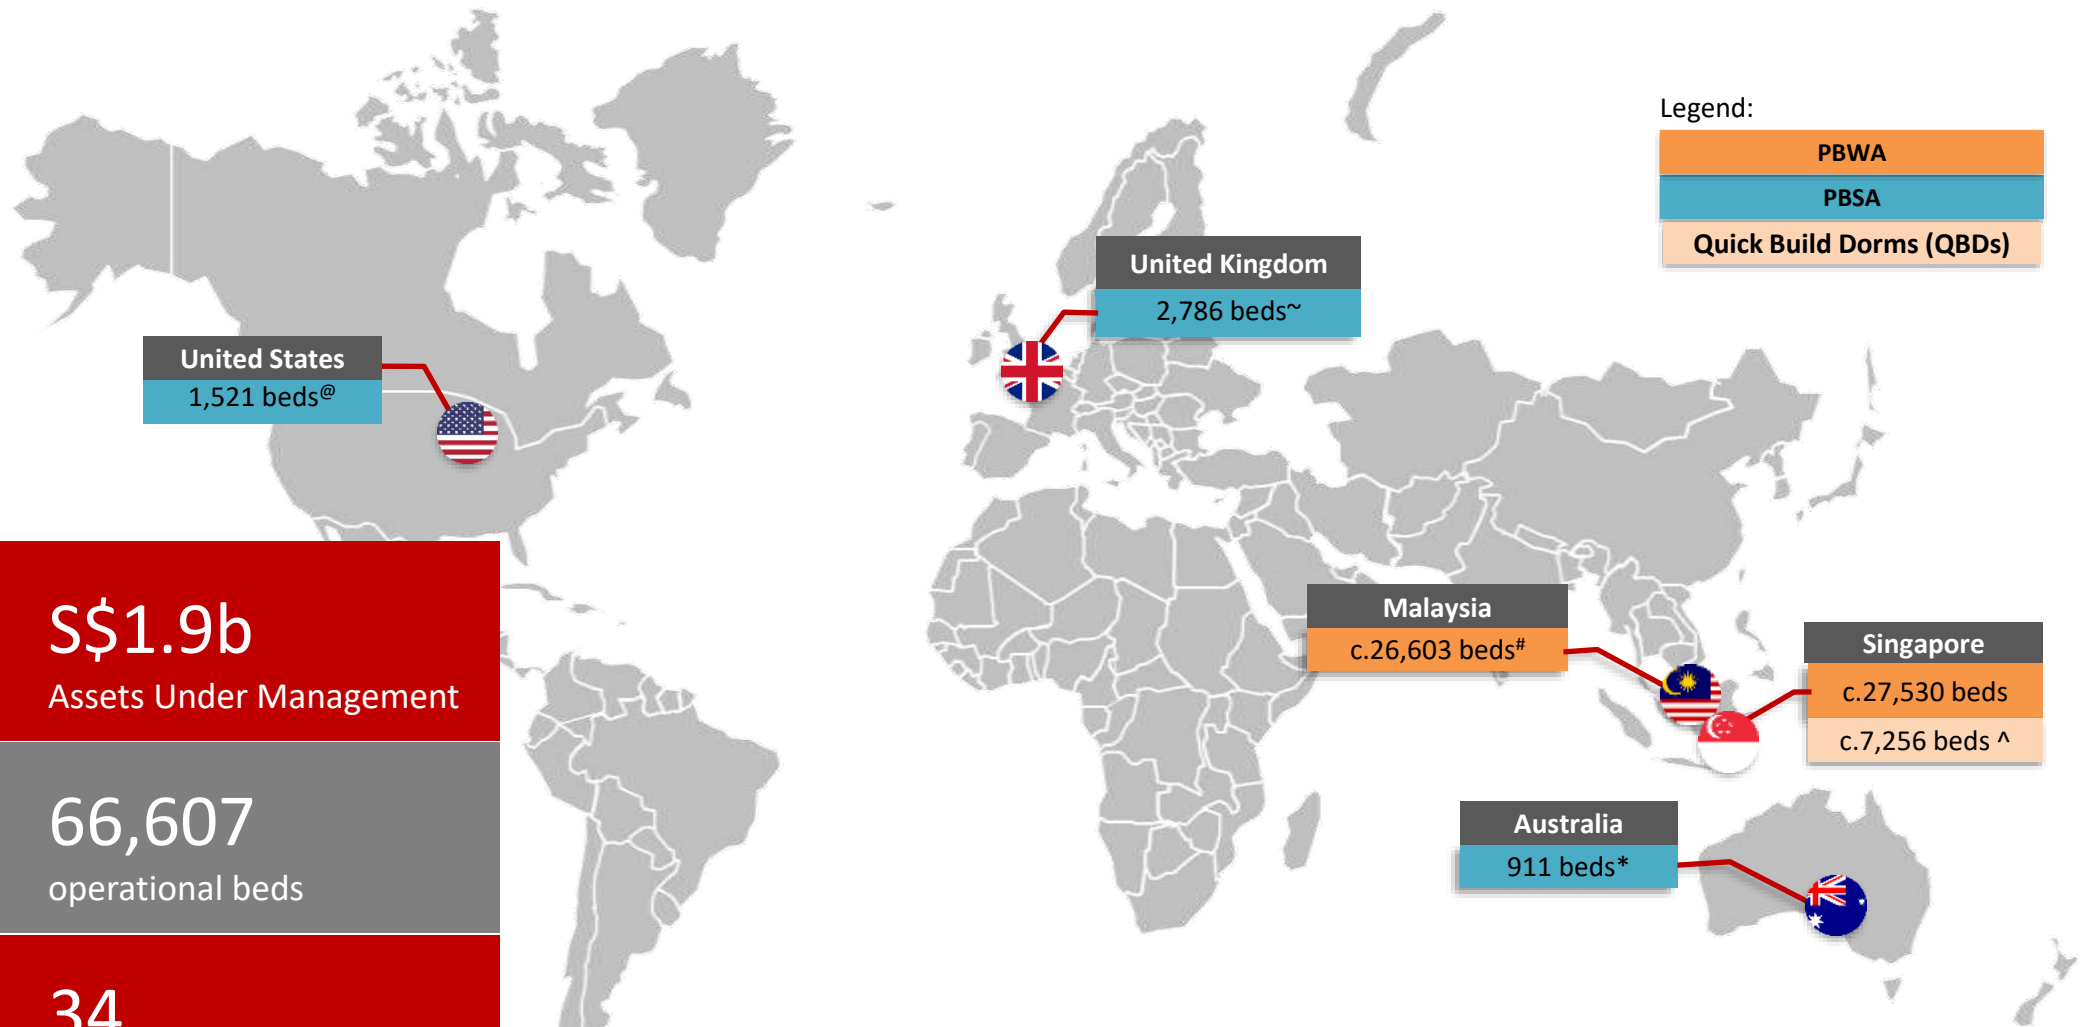 Legend:
PBWA
PBSA
Quick Build Dorms (QBDs)
United Kingdom
2,786 beds~
United States
1,521 beds@
Malaysia
c.26,603 beds#
Singapore
c.27,530 beds
c.7,256 beds ^
Australia
911 beds*
S$1.9b
Assets Under Management
66,607
operational beds
34